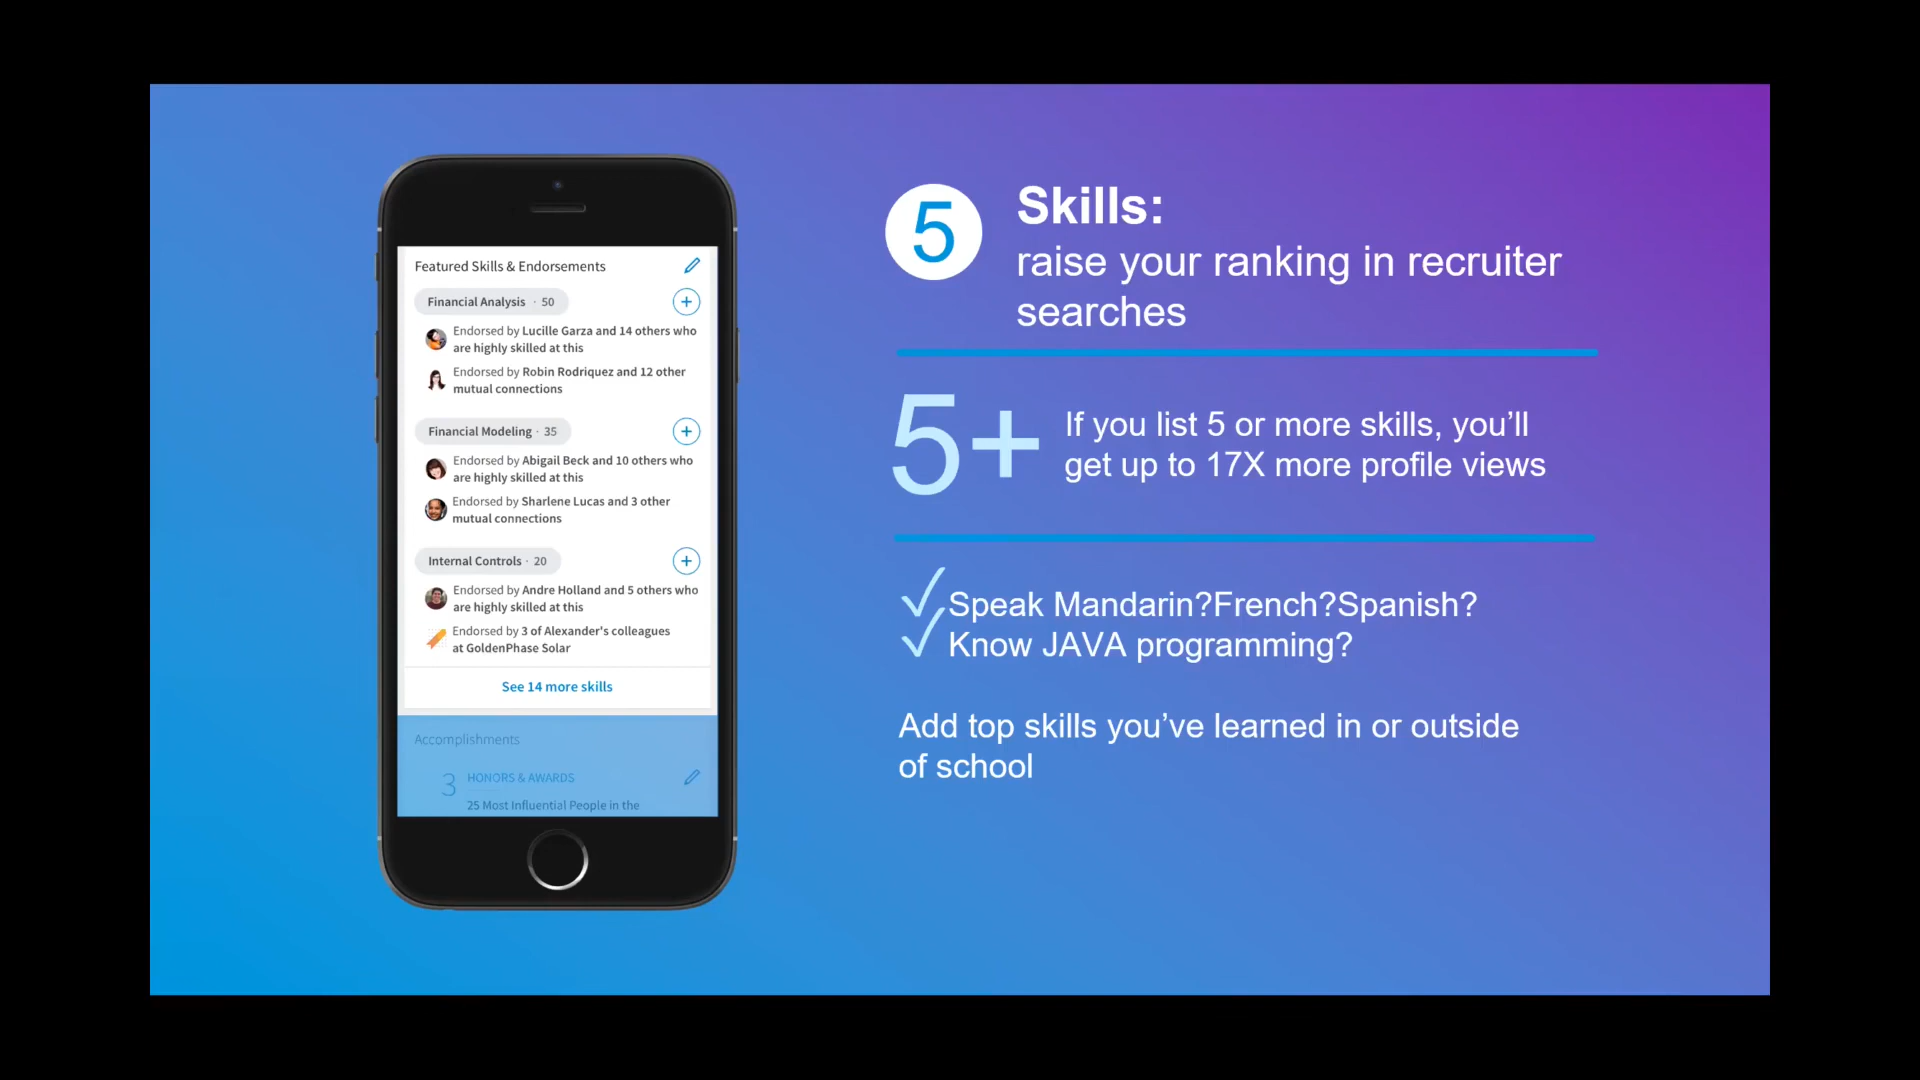 Featured Skills & Endorsements
Financial Analysis · 50
Endorsed by Lucille Garza and 14 others who
are highly skilled at this
Endorsed by Robin Rodriquez and 12 other
mutual connections
Financial Modeling · 35
Endorsed by Abigail Beck and 10 others who
are highly skilled at this
Endorsed by Sharlene Lucas and 3 other
mutual connections
Internal Controls · 20
Endorsed by Andre Holland and 5 others who
are highly skilled at this
Endorsed by 3 of Alexander's colleagues
at GoldenPhase Solar
See 14 more skills
Accomplishments
3 HONORS & AWARDS
25 Most Influential People in the
5 Skills:
raise your ranking in recruiter
searches
5+ If you list 5 or more skills, you’ll
get up to 17X more profile views
Speak Mandarin?French?Spanish?
Know JAVA programming?
Add top skills you’ve learned in or outside
of school